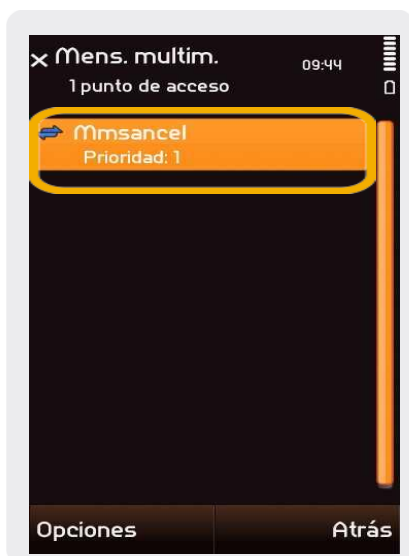 Mens. multim.
09:44
1 punto de acceso
Mmsancel
Prioridad: 1
Opciones
Atrás